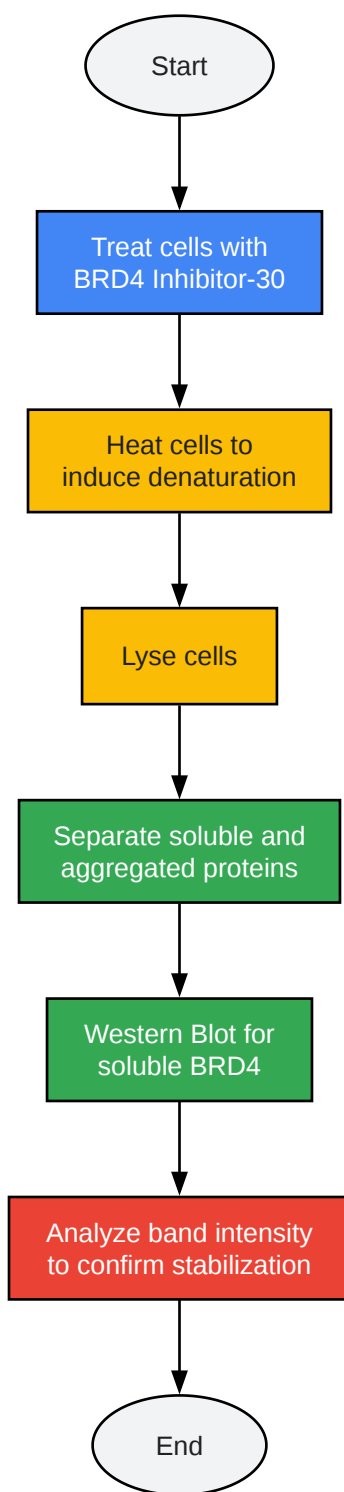 Start
Treat cells with
BRD4 Inhibitor-30
Heat cells to
induce denaturation
Lyse cells
Separate soluble and
aggregated proteins
Western Blot for
soluble BRD4
Analyze band intensity
to confirm stabilization
End